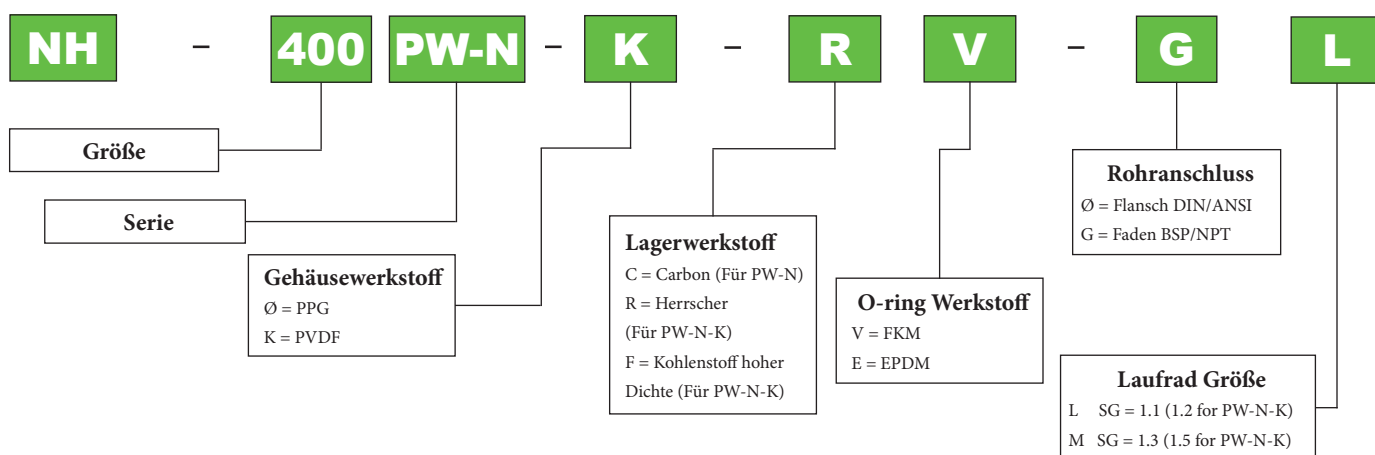 NH - 400 PW-N - K - R V - G L
Größe
Serie
Gehäusewerkstoff
Ø = PPG
K = PVDF
Lagerwerkstoff
C = Carbon (Für PW-N)
R = Herrscher
(Für PW-N-K)
F = Kohlenstoff hoher
Dichte (Für PW-N-K)
O-ring Werkstoff
V = FKM
E = EPDM
Rohranschluss
Ø = Flansch DIN/ANSI
G = Faden BSP/NPT
Laufrad Größe
L SG = 1.1 (1.2 for PW-N-K)
M SG = 1.3 (1.5 for PW-N-K)